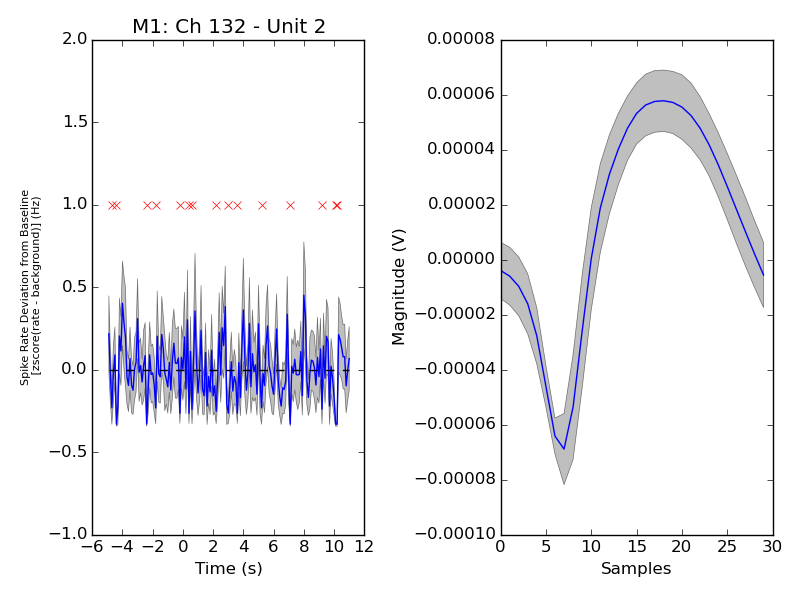 M1: Ch 132 - Unit 2
Spike Rate Deviation from Baseline
[zscore(rate - background)] (Hz)
2.0
1.5
1.0
0.5
0.0
−0.5
−1.0
−6 −4 −2 0 2 4 6 8 10 12
Time (s)
Magnitude (V)
0.00008
0.00006
0.00004
0.00002
0.00000
−0.00002
−0.00004
−0.00006
−0.00008
−0.00010
0 5 10 15 20 25 30
Samples